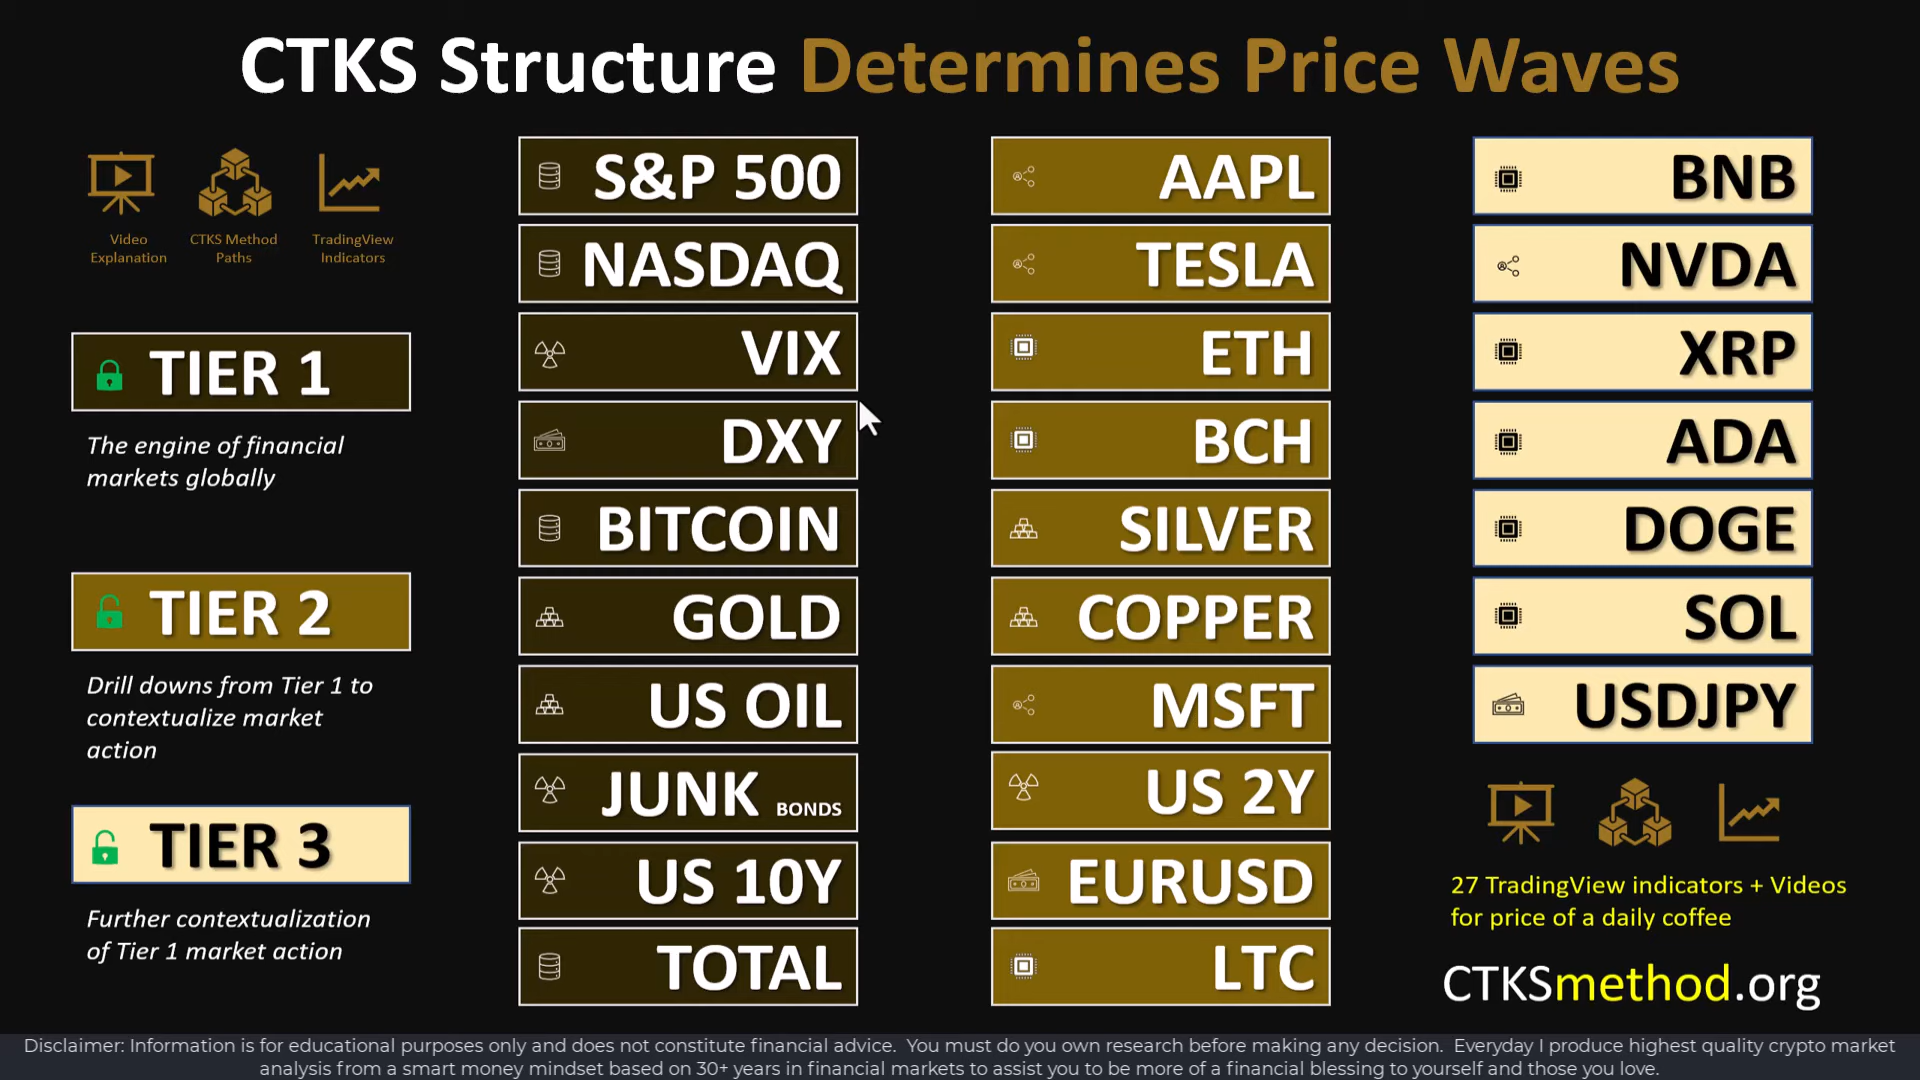 CTKS Structure Determines Price Waves
Video
Explanation
CTKS Method
Paths
TradingView
Indicators
TIER 1
The engine of financial
markets globally
TIER 2
Drill downs from Tier 1 to
contextualize market
action
TIER 3
Further contextualization
of Tier 1 market action
S&P 500
NASDAQ
VIX
DXY
BITCOIN
GOLD
US OIL
JUNK BONDS
US 10Y
TOTAL
AAPL
TESLA
ETH
BCH
SILVER
COPPER
MSFT
US 2Y
EURUSD
LTC
BNB
NVDA
XRP
ADA
DOGE
SOL
USDJPY
27 TradingView indicators + Videos
for price of a daily coffee
CTKSmethod.org
Disclaimer: Information is for educational purposes only and does not constitute financial advice. You must do you own research before making any decision. Everyday I produce highest quality crypto market
analysis from a smart money mindset based on 30+ years in financial markets to assist you to be more of a financial blessing to yourself and those you love.